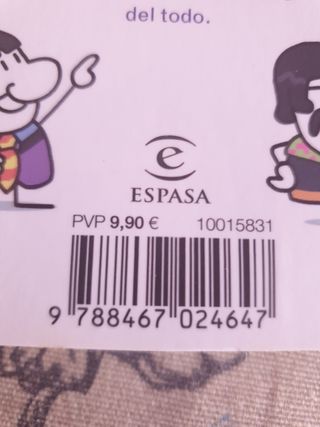 del todo.
e
ESPASA
PVP 9,90 € 10015831
9 788467 024647